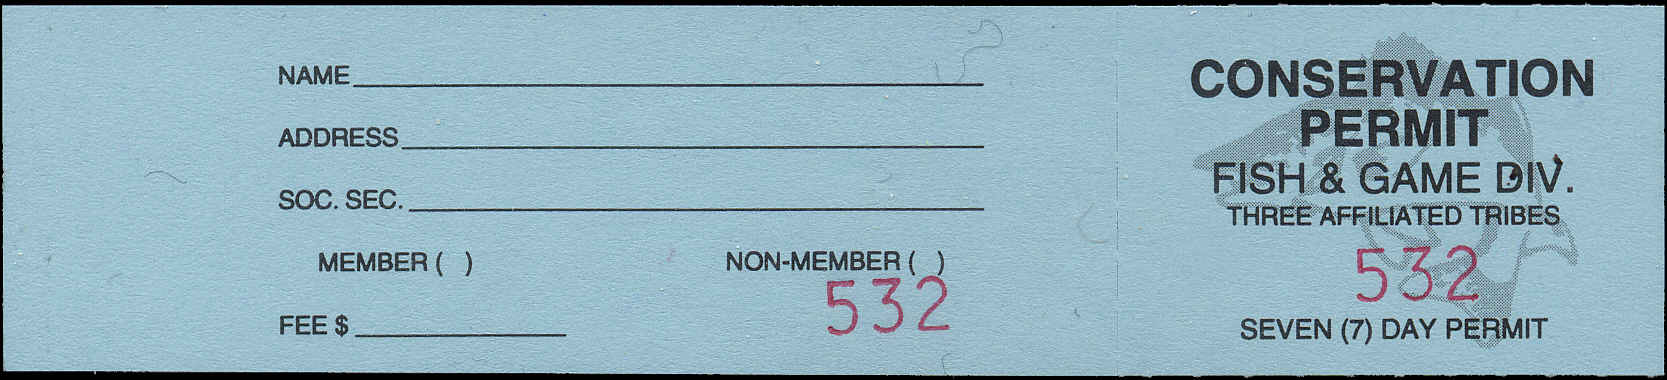 NAME
ADDRESS
SOC. SEC.
MEMBER ( ) NON-MEMBER ( )
532
FEE $
CONSERVATION
PERMIT
FISH & GAME DIV.
THREE AFFILIATED TRIBES
532
SEVEN (7) DAY PERMIT